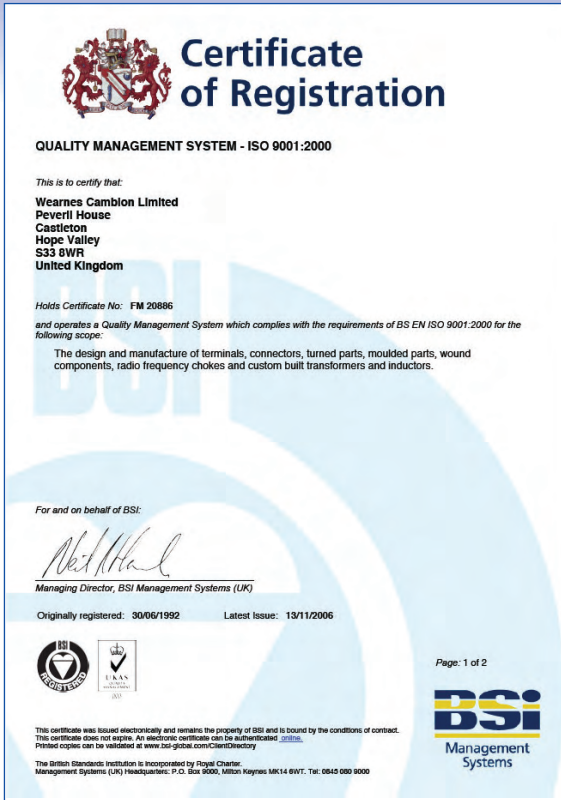 Certificate
of Registration
QUALITY MANAGEMENT SYSTEM - ISO 9001:2000
This is to certify that:
Wearnes Cambion Limited
Peveril House
Castleton
Hope Valley
S33 8WR
United Kingdom
Holds Certificate No: FM 20886
and operates a Quality Management System which complies with the requirements of BS EN ISO 9001:2000 for the
following scope:
The design and manufacture of terminals, connectors, turned parts, moulded parts, wound
components, radio frequency chokes and custom built transformers and inductors.
BSI
For and on behalf of BSI:
Managing Director, BSI Management Systems (UK)
Originally registered: 30/06/1992 Latest Issue: 13/11/2006
BSI
REGISTERED
UKAS
Page: 1 of 2
BSi
Management
Systems
This certificate was issued electronically and remains the property of BSI and is bound by the conditions of contract.
This certificate does not expire. An electronic certificate can be authenticated online.
Printed copies can be validated at www.bsi-global.com/ClientDirectory
The British Standards Institution is incorporated by Royal Charter.
Management Systems (UK) Headquarters: P.O. Box 9000, Milton Keynes MK14 6WT. Tel: 0845 080 9000